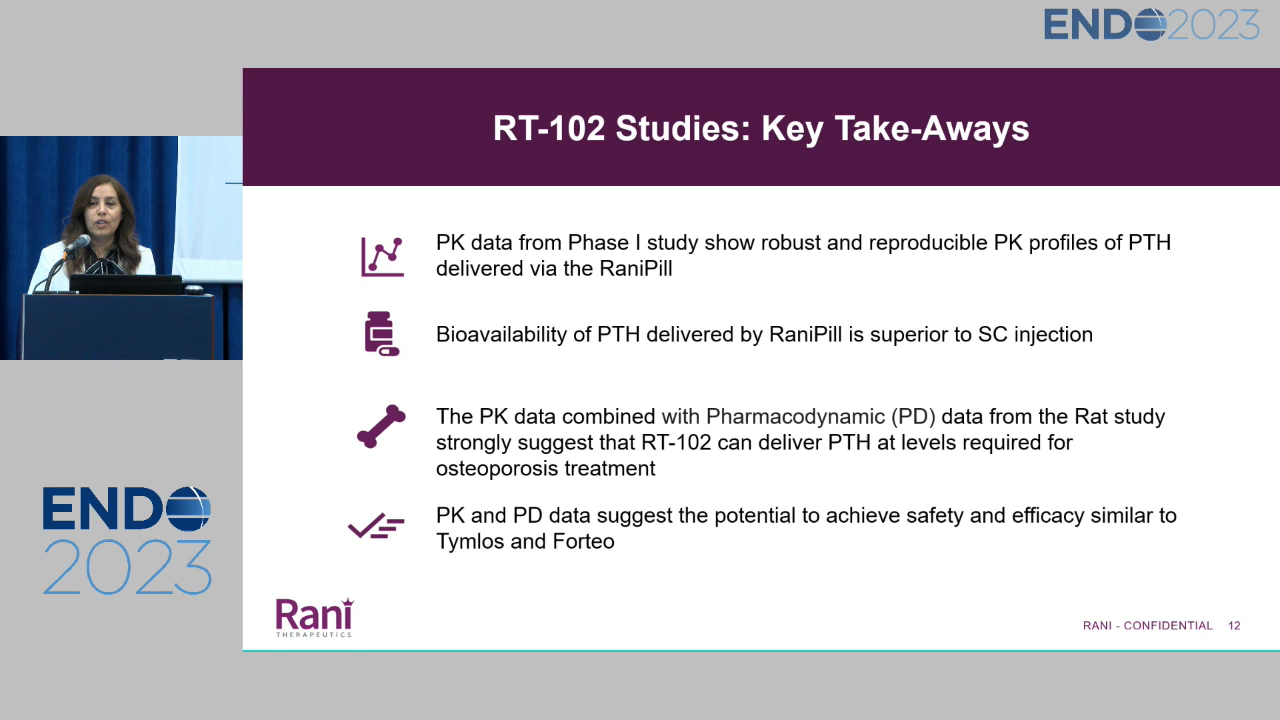 END 2023
RT-102 Studies: Key Take-Aways
PK data from Phase I study show robust and reproducible PK profiles of PTH
delivered via the RaniPill
Bioavailability of PTH delivered by RaniPill is superior to SC injection
The PK data combined with Pharmacodynamic (PD) data from the Rat study
strongly suggest that RT-102 can deliver PTH at levels required for
osteoporosis treatment
PK and PD data suggest the potential to achieve safety and efficacy similar to
Tymlos and Forteo
ENDO
2023
Rani
THERAPEUTICS
RANI - CONFIDENTIAL 12